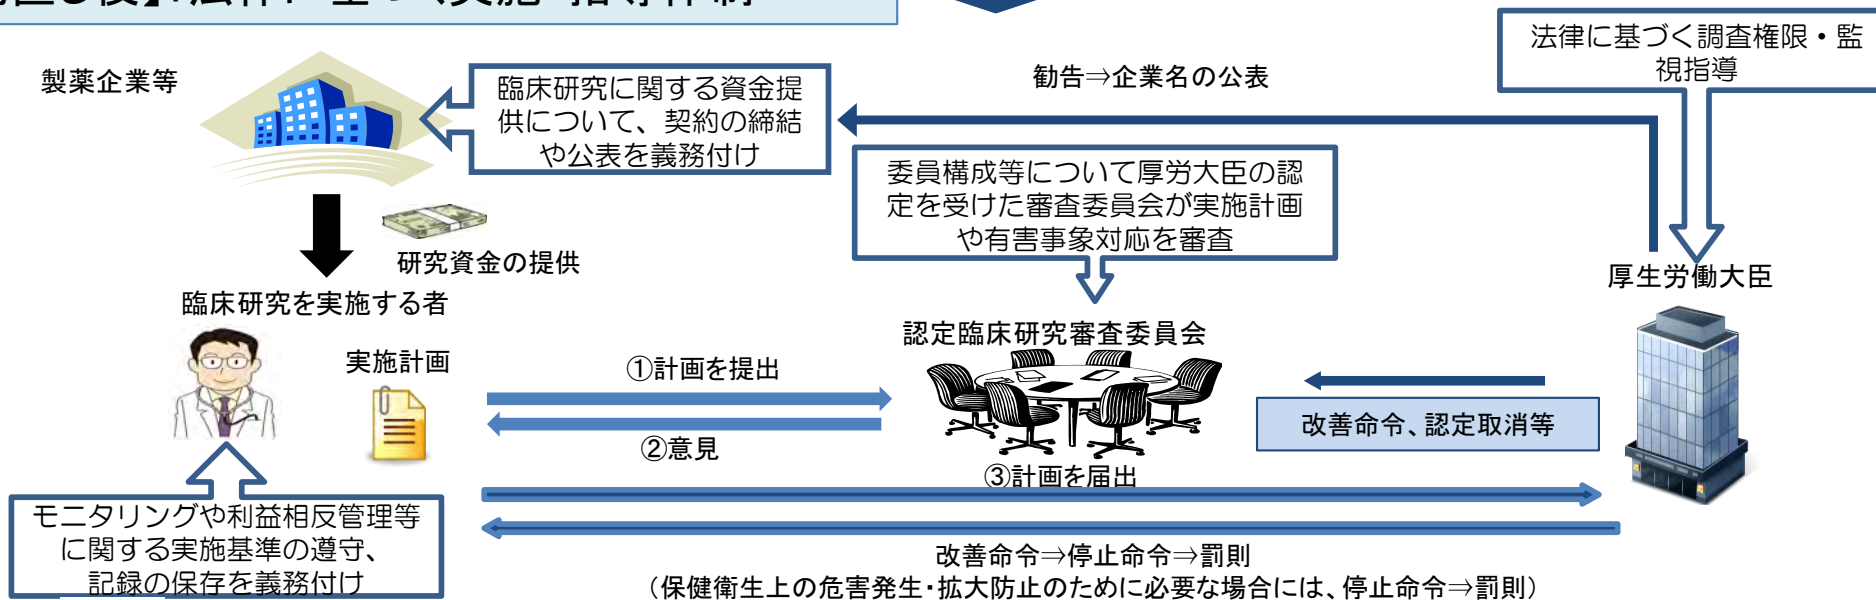 法律に基づく実施・指導体制
法律に基づく調査権限・監
視指導
製薬企業等
臨床研究に関する資金提
供について、契約の締結
や公表を義務付け
勧告⇒企業名の公表
委員構成等について厚労大臣の認
定を受けた審査委員会が実施計画
や有害事象対応を審査
研究資金の提供
厚生労働大臣
臨床研究を実施する者
実施計画
①計画を提出
認定臨床研究審査委員会
②意見
改善命令、認定取消等
③計画を届出
モニタリングや利益相反管理等
に関する実施基準の遵守、
記録の保存を義務付け
改善命令⇒停止命令⇒罰則
（保健衛生上の危害発生・拡大防止のために必要な場合には、停止命令⇒罰則）